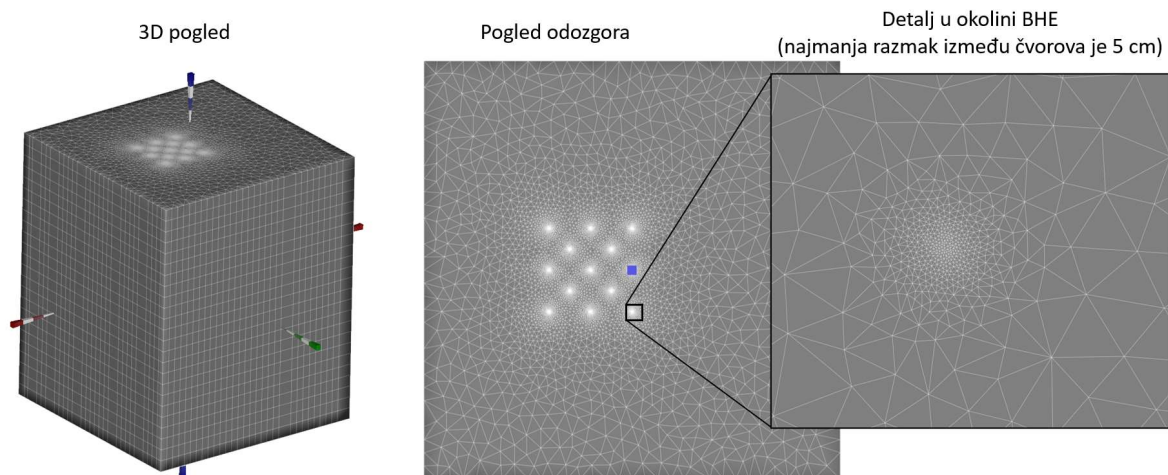 3D pogled
Pogled odozgora
Detalj u okolini BHE
(najmanja razmak između čvorova je 5 cm)